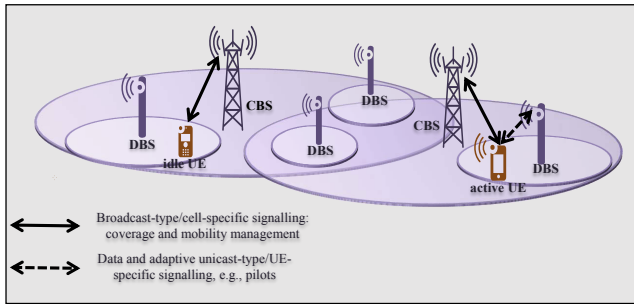 CBS
DBS
DBS
DBS
CBS
DBS
idle UE
active UE
Broadcast-type/cell-specific signalling:
coverage and mobility management
Data and adaptive unicast-type/UE-
specific signalling, e.g., pilots